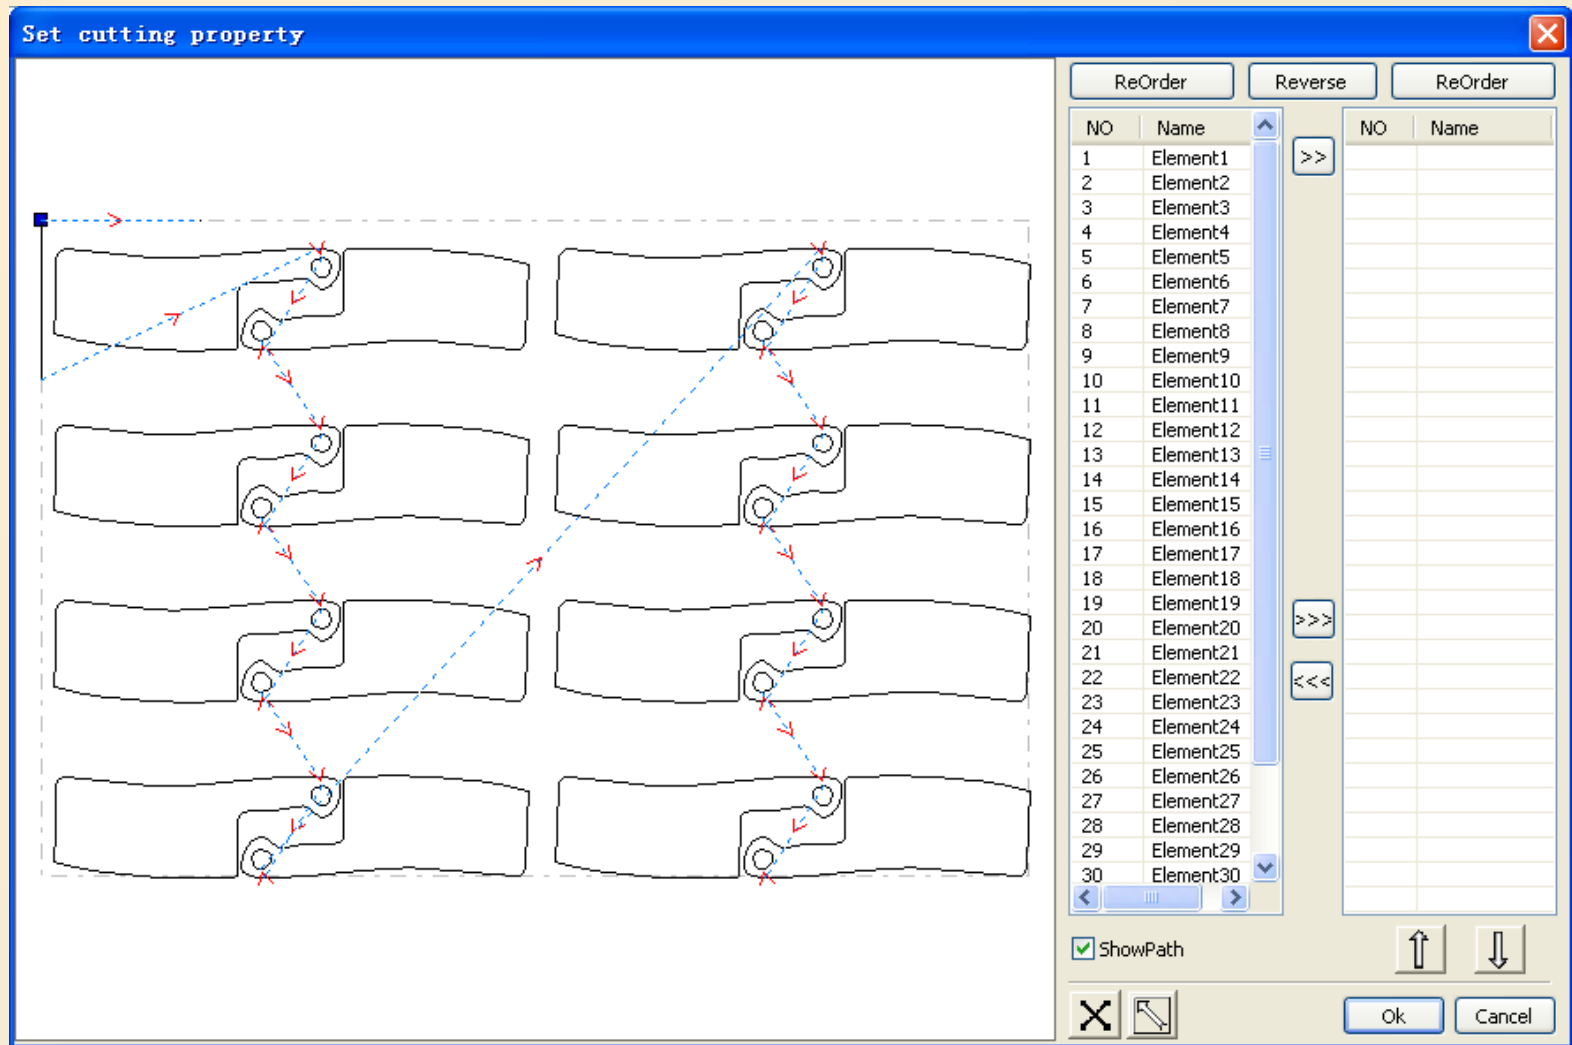 Set cutting property
ReOrder Reverse ReOrder
NO Name NO Name
1 Element1 >>
2 Element2
3 Element3
4 Element4
5 Element5
6 Element6
7 Element7
8 Element8
9 Element9
10 Element10
11 Element11
12 Element12
13 Element13
14 Element14
15 Element15
16 Element16
17 Element17
18 Element18
19 Element19 >>>
20 Element20
21 Element21
22 Element22 <<<
23 Element23
24 Element24
25 Element25
26 Element26
27 Element27
28 Element28
29 Element29
30 Element30
ShowPath
Ok Cancel